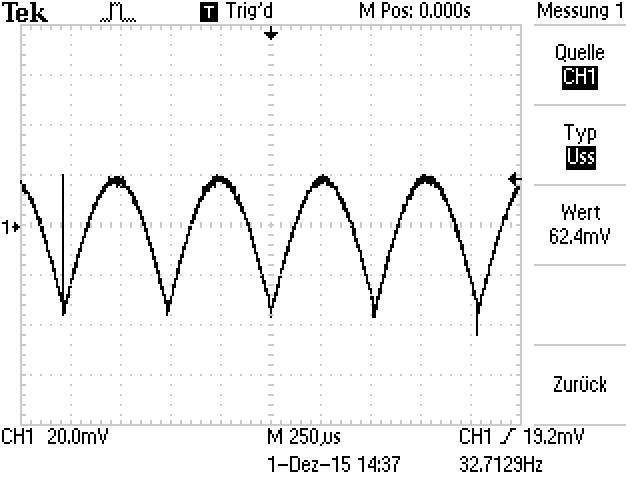 Tek T Trig'd M Pos: 0.000s Messung 1
Quelle
CH1
Typ
Uss
Wert
62.4mV
1
Zurück
CH1 20.0mV M 250µs CH1 19.2mV
1-Dez-15 14:37 32.7129Hz